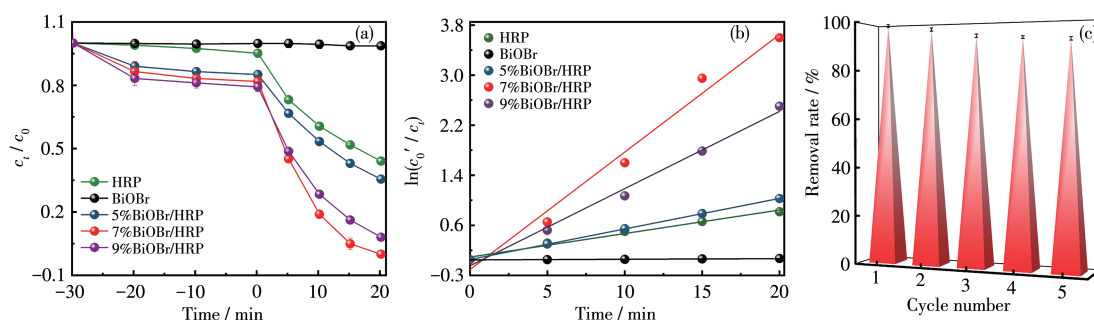 (a)
1.1
0.8
0.5
0.2
−0.1
c_t / c_0
HRP
BiOBr
5%BiOBr/HRP
7%BiOBr/HRP
9%BiOBr/HRP
−30
−20
−10
0
10
20
Time / min
(b)
3.8
3.0
2.2
1.4
0.6
−0.3
ln(c_0′ / c_t)
HRP
BiOBr
5%BiOBr/HRP
7%BiOBr/HRP
9%BiOBr/HRP
0
5
10
15
20
Time / min
(c)
100
80
60
40
20
0
Removal rate / %
1
2
3
4
5
Cycle number